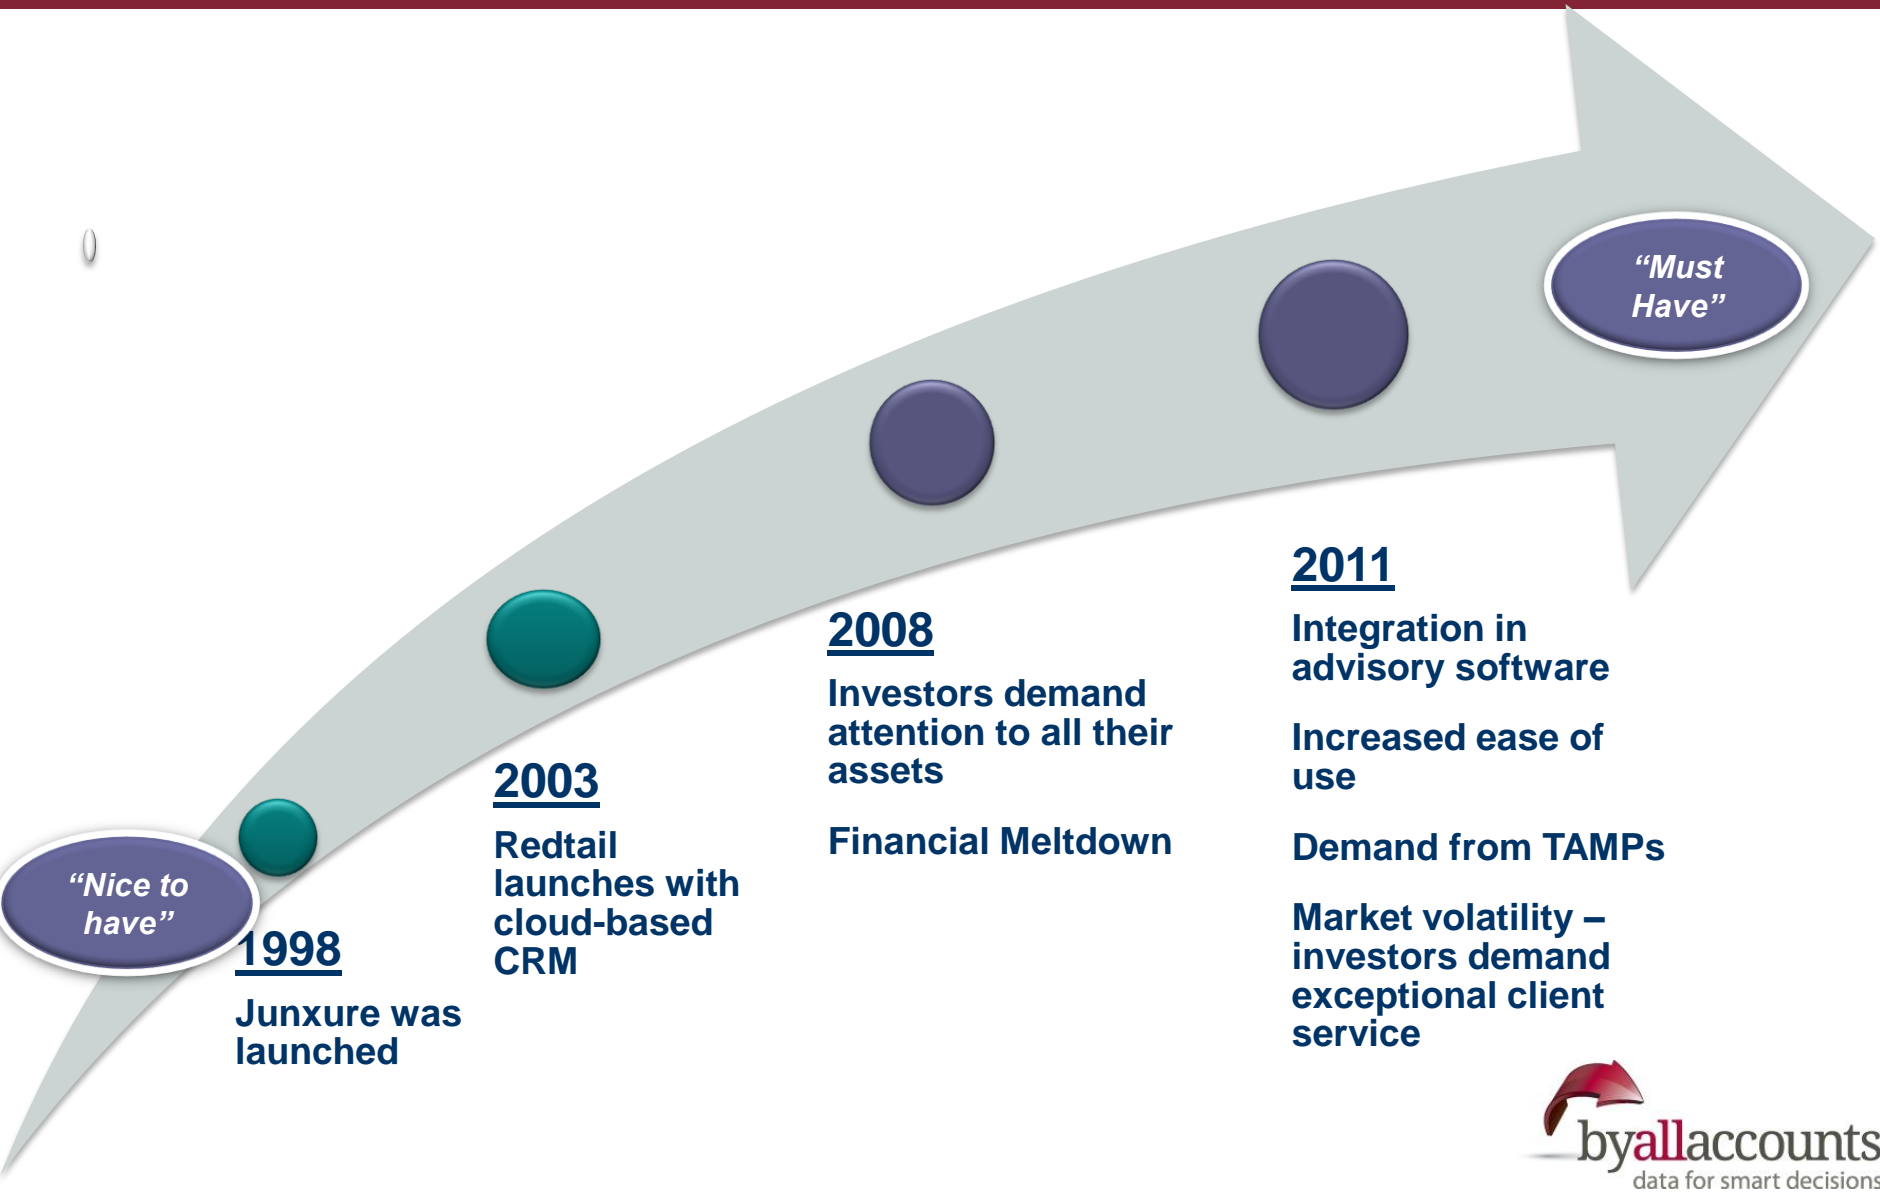 “Must
Have”
“Nice to
have”
1998
Junxure was
launched
2003
Redtail
launches with
cloud-based
CRM
2008
Investors demand
attention to all their
assets
Financial Meltdown
2011
Integration in
advisory software
Increased ease of
use
Demand from TAMPs
Market volatility –
investors demand
exceptional client
service
byallaccounts
data for smart decisions